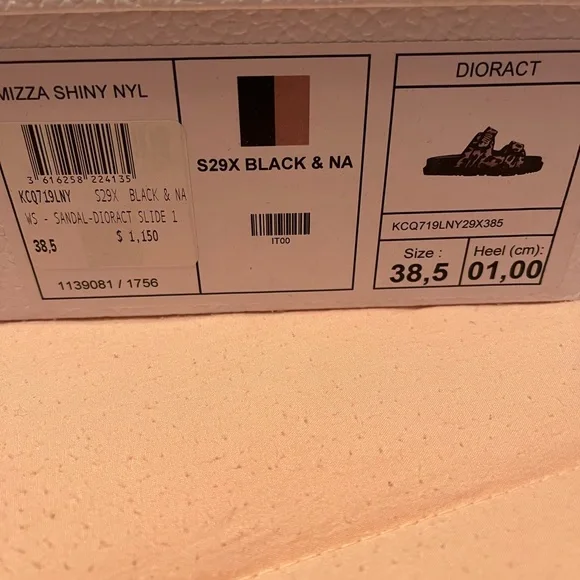 MIZZA SHINY NYL
3 616258 224135
KCQ719LNY S29X BLACK & NA
WS - SANDAL-DIORACT SLIDE 1
38,5 $ 1,150
1139081 / 1756
S29X BLACK & NA
IT00
DIORACT
KCQ719LNY29X385
Size : Heel (cm):
38,5 01,00